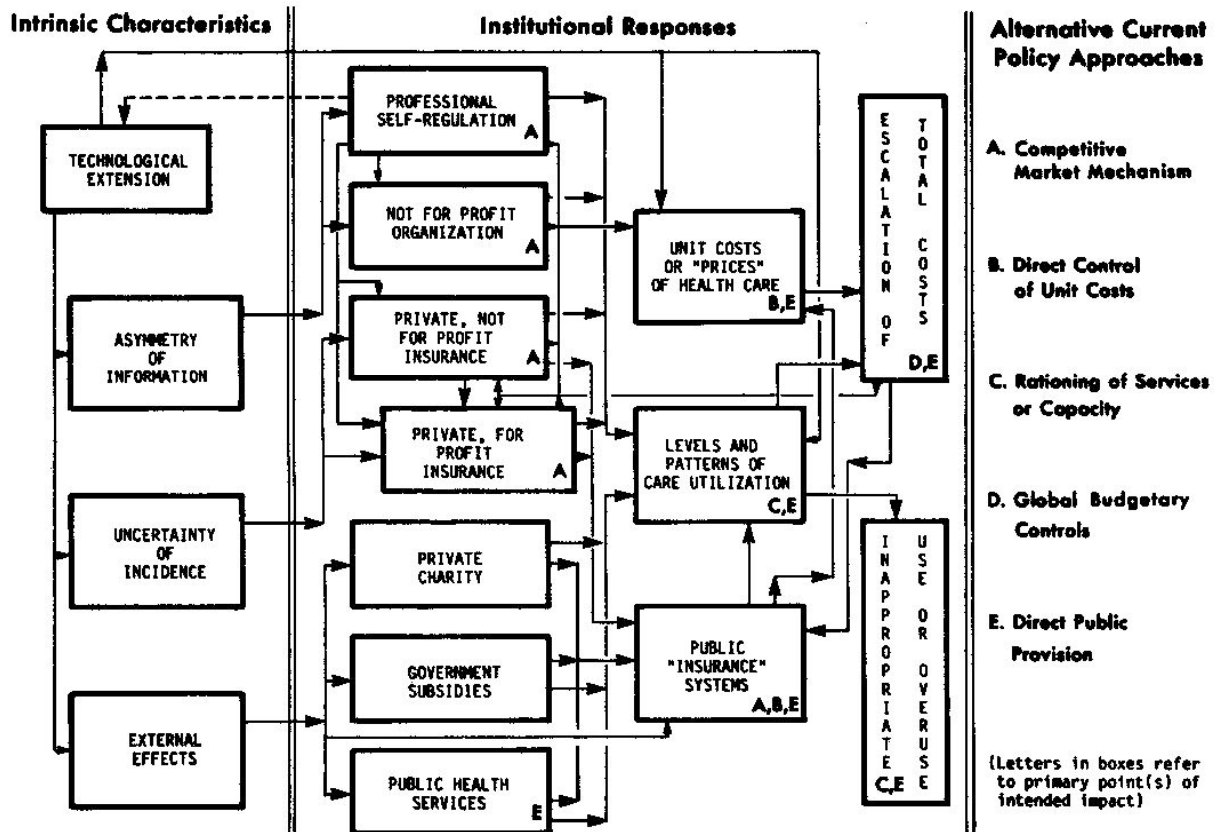 Intrinsic Characteristics
Institutional Responses
Alternative Current
Policy Approaches
TECHNOLOGICAL
EXTENSION
ASYMMETRY
OF
INFORMATION
UNCERTAINTY
OF
INCIDENCE
EXTERNAL
EFFECTS
PROFESSIONAL
SELF-REGULATION
A
NOT FOR PROFIT
ORGANIZATION
A
PRIVATE, NOT
FOR PROFIT
INSURANCE
A
PRIVATE, FOR
PROFIT
INSURANCE
A
PRIVATE
CHARITY
GOVERNMENT
SUBSIDIES
PUBLIC HEALTH
SERVICES
E
UNIT COSTS
OR "PRICES"
OF HEALTH CARE
B,E
LEVELS AND
PATTERNS OF
CARE UTILIZATION
C,E
PUBLIC
"INSURANCE"
SYSTEMS
A,B,E
ESCALATION OF
TOTAL COSTS
D,E
INAPPROPRIATE
USE OR OVERUSE
C,E
A. Competitive
Market Mechanism
B. Direct Control
of Unit Costs
C. Rationing of Services
or Capacity
D. Global Budgetary
Controls
E. Direct Public
Provision
(Letters in boxes refer
to primary point(s) of
intended impact)